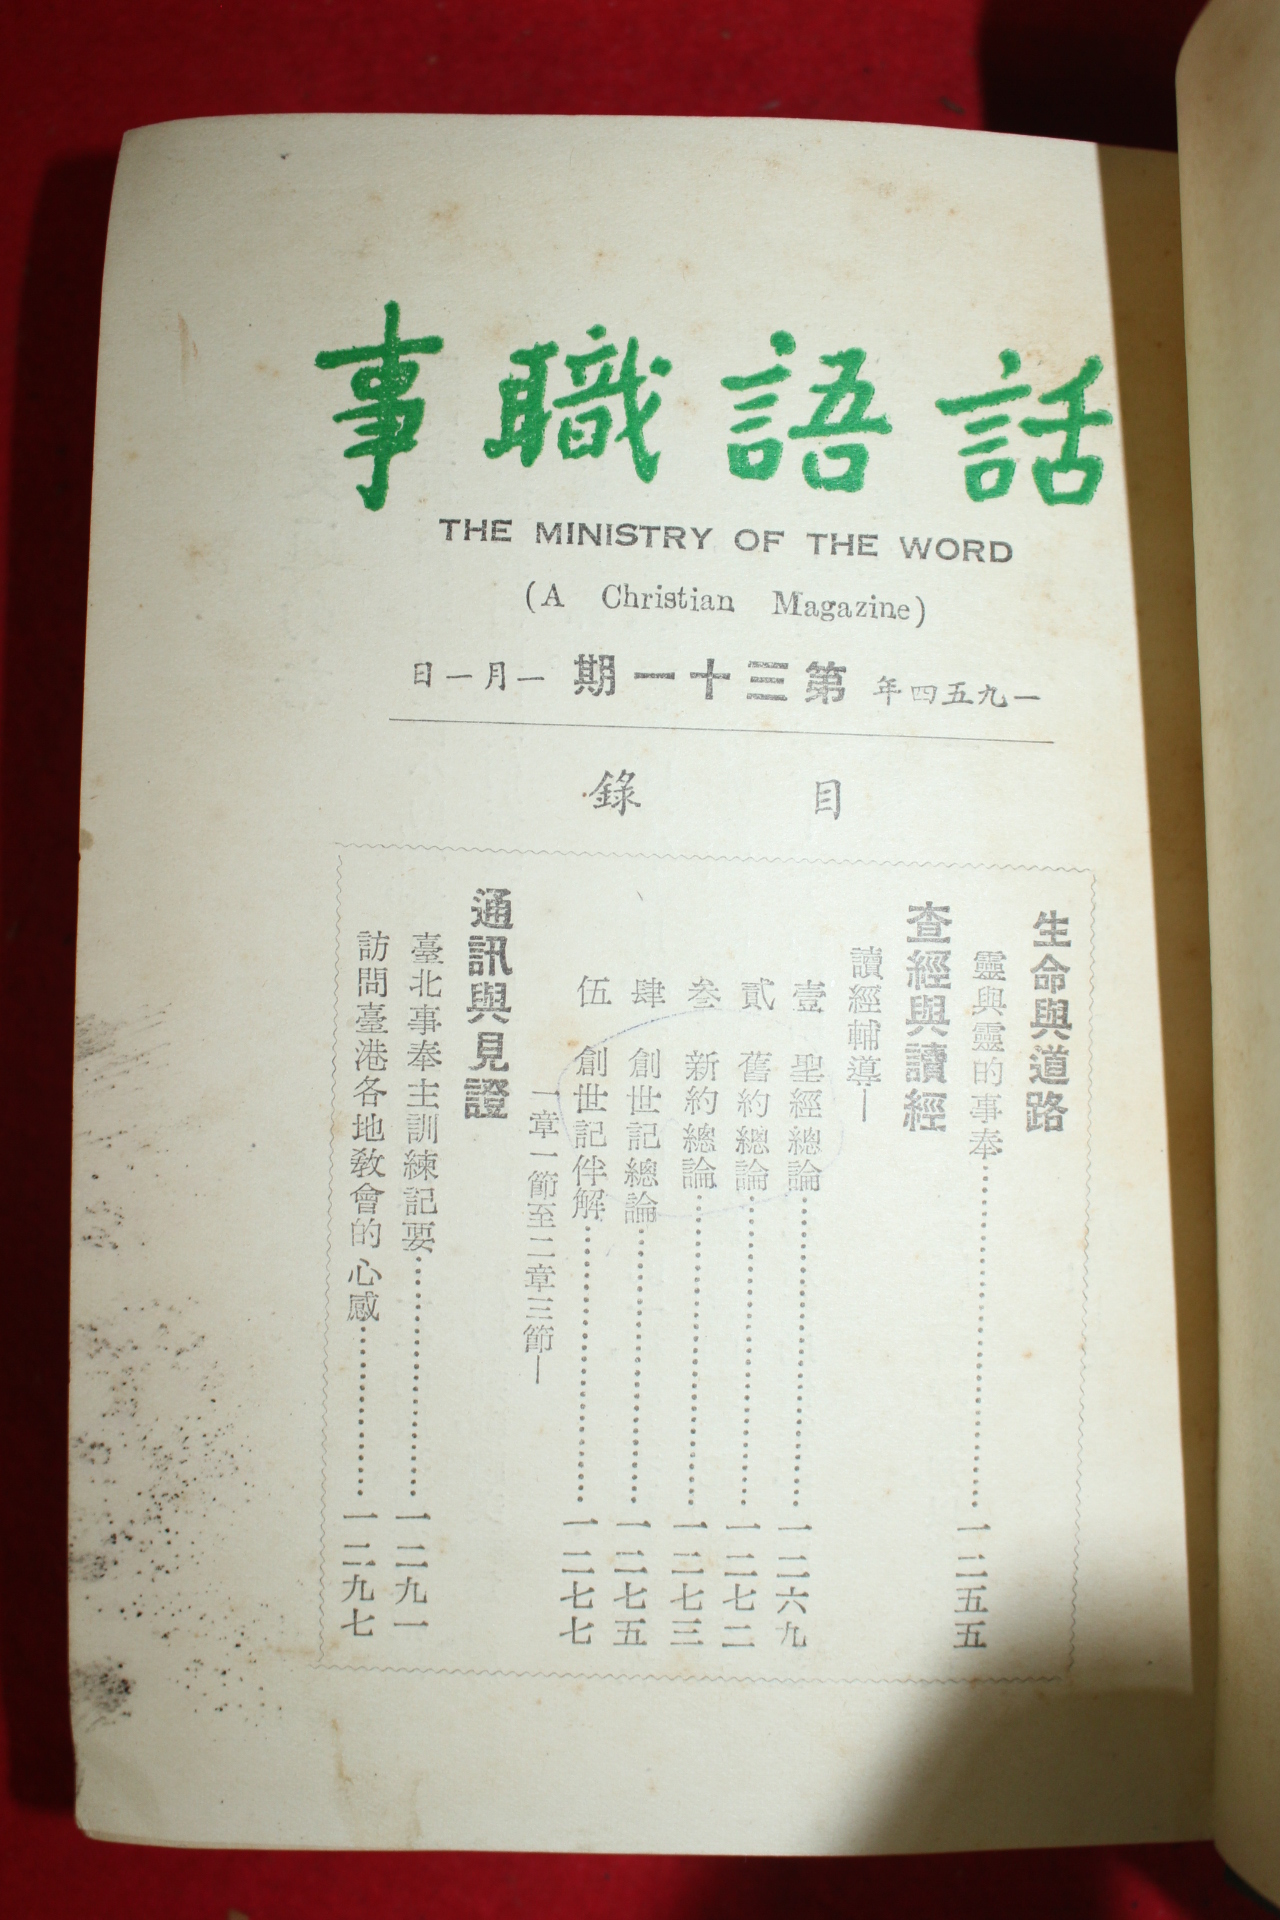 話語職事
THE MINISTRY OF THE WORD
(A Christian Magazine)
一九五四年 第三十一期 一月一日
目錄
生命與道路
靈與靈的事奉……一二五五
查經與讀經
讀經輔導—
壹 聖經總論……一二六九
貳 舊約總論……一二七二
叁 新約總論……一二七三
肆 創世記總論……一二七五
伍 創世記伴解……一二七七
一章一節至二章三節—
通訊與見證
臺北事奉主訓練記要……一二九一
訪問臺港各地教會的心感……一二九七